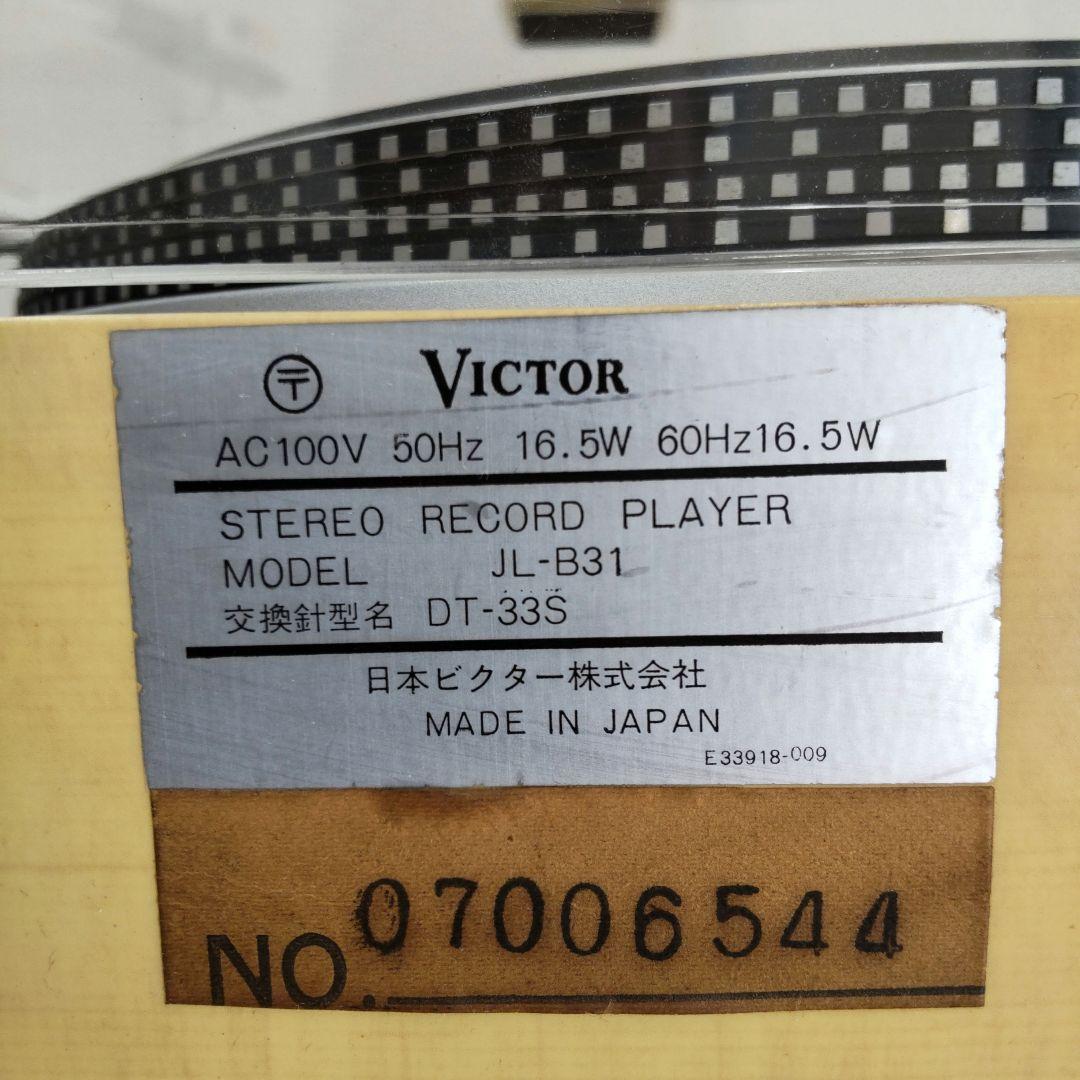 〒 VICTOR
AC100V 50Hz 16.5W 60Hz16.5W
STEREO RECORD PLAYER
MODEL JL-B31
交換針型名 DT-33S
日本ビクター株式会社
MADE IN JAPAN
E33918-009
NO. 07006544